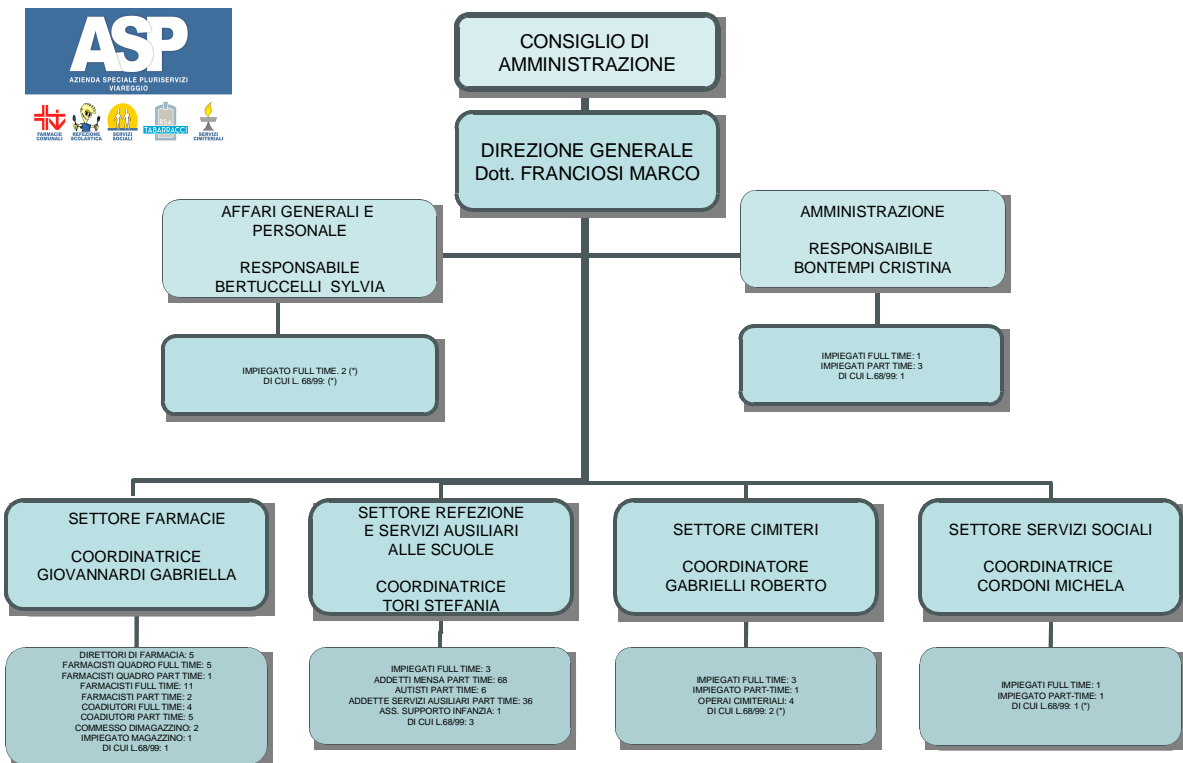 ASP
AZIENDA SPECIALE PLURISERVIZI
VIAREGGIO
FARMACIE
COMUNALI
REFEZIONE
SCOLASTICA
SERVIZI
SOCIALI
RSA
TABARRACCI
SERVIZI
CIMITERIALI
CONSIGLIO DI
AMMINISTRAZIONE
DIREZIONE GENERALE
Dott. FRANCIOSI MARCO
AFFARI GENERALI E
PERSONALE
RESPONSABILE
BERTUCCELLI SYLVIA
AMMINISTRAZIONE
RESPONSAIBILE
BONTEMPI CRISTINA
IMPIEGATO FULL TIME. 2 (*)
DI CUI L. 68/99: (*)
IMPIEGATI FULL TIME: 1
IMPIEGATI PART TIME: 3
DI CUI L.68/99: 1
SETTORE FARMACIE
COORDINATRICE
GIOVANNARDI GABRIELLA
SETTORE REFEZIONE
E SERVIZI AUSILIARI
ALLE SCUOLE
COORDINATRICE
TORI STEFANIA
SETTORE CIMITERI
COORDINATORE
GABRIELLI ROBERTO
SETTORE SERVIZI SOCIALI
COORDINATRICE
CORDONI MICHELA
DIRETTORI DI FARMACIA: 5
FARMACISTI QUADRO FULL TIME: 5
FARMACISTI QUADRO PART TIME: 1
FARMACISTI FULL TIME: 11
FARMACISTI PART TIME: 2
COADIUTORI FULL TIME: 4
COADIUTORI PART TIME: 5
COMMESSO DIMAGAZZINO: 2
IMPIEGATO MAGAZZINO: 1
DI CUI L.68/99: 1
IMPIEGATI FULL TIME: 3
ADDETTI MENSA PART TIME: 68
AUTISTI PART TIME: 6
ADDETTE SERVIZI AUSILIARI PART TIME: 36
ASS. SUPPORTO INFANZIA: 1
DI CUI L.68/99: 3
IMPIEGATI FULL TIME: 3
IMPIEGATO PART-TIME: 1
OPERAI CIMITERIALI: 4
DI CUI L.68/99: 2 (*)
IMPIEGATI FULL TIME: 1
IMPIEGATO PART-TIME: 1
DI CUI L.68/99: 1 (*)